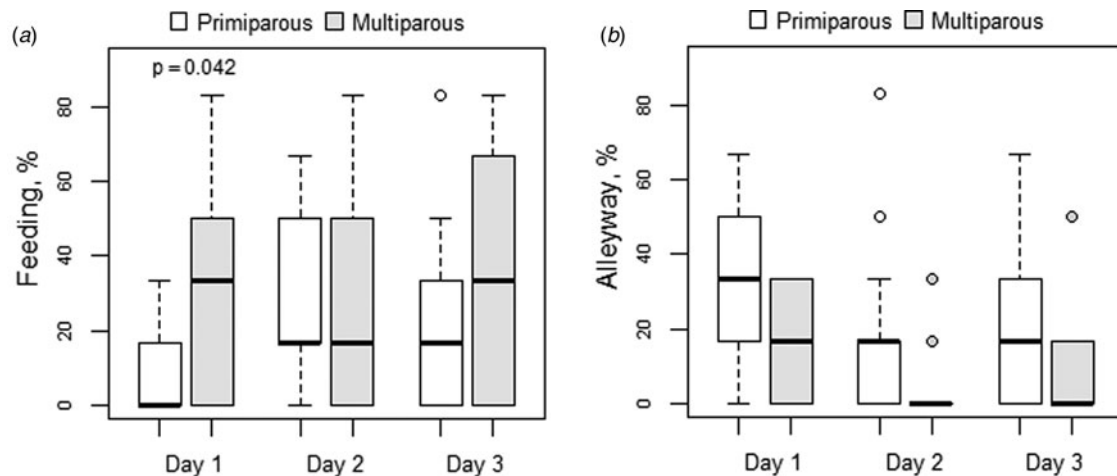 (a)
Primiparous Multiparous
p = 0.042
Feeding, %
80
60
40
20
0
Day 1 Day 2 Day 3
(b)
Primiparous Multiparous
Alleyway, %
80
60
40
20
0
Day 1 Day 2 Day 3